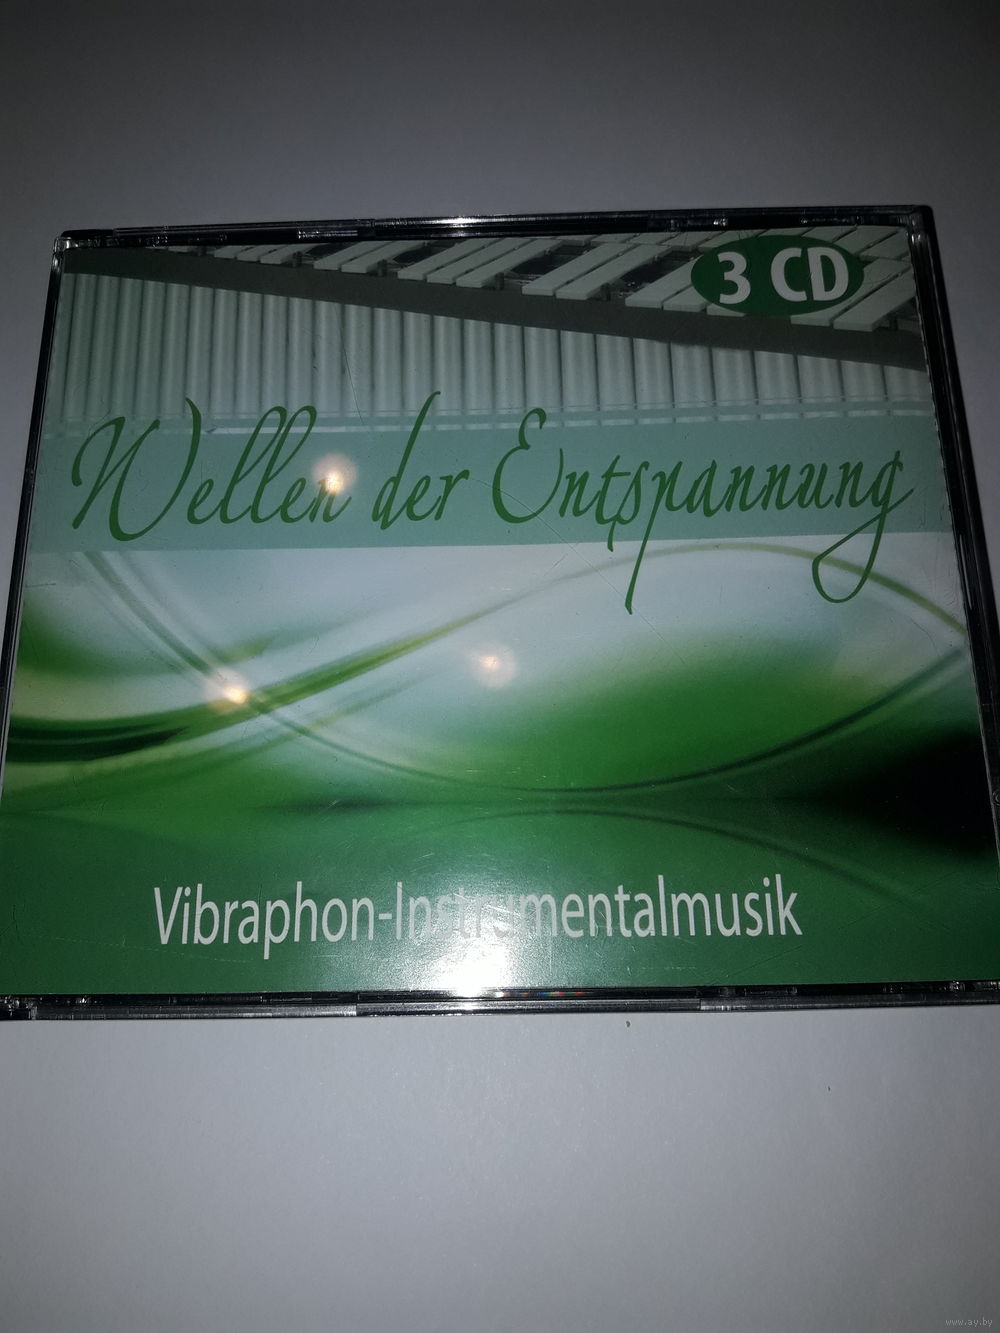 3 CD
Wellen der Entspannung
Vibraphon-Instrumentalmusik
www.ay.by